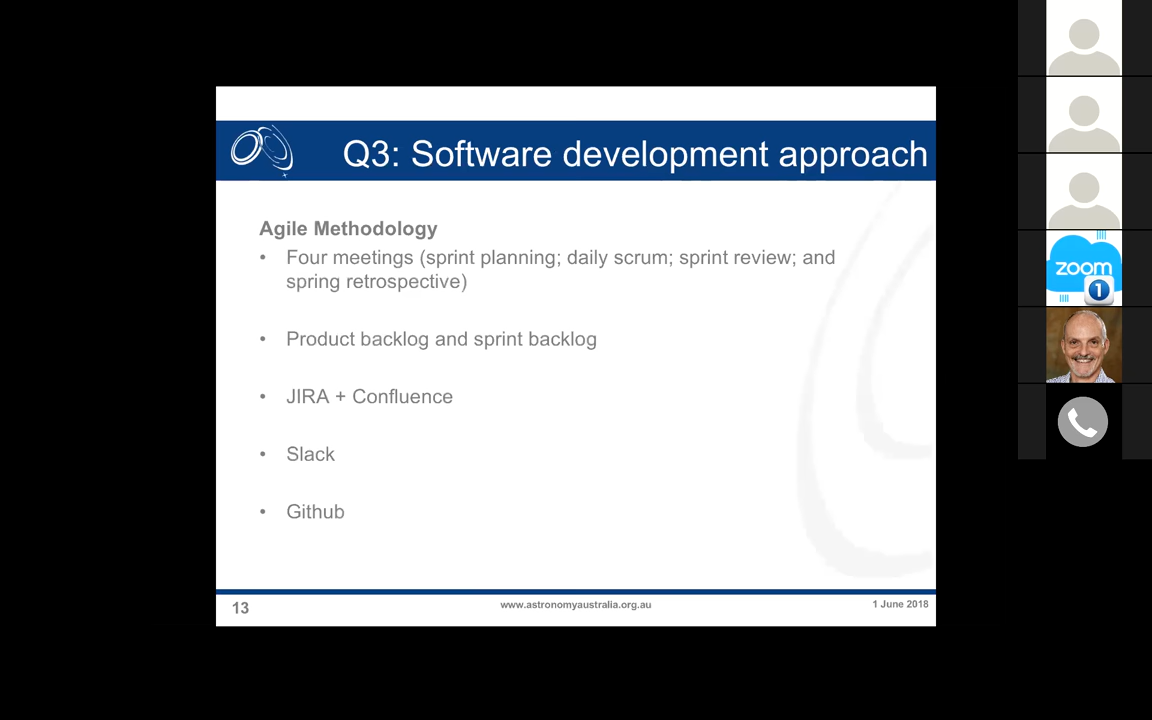 Q3: Software development approach
Agile Methodology
• Four meetings (sprint planning; daily scrum; sprint review; and
spring retrospective)
• Product backlog and sprint backlog
• JIRA + Confluence
• Slack
• Github
13
www.astronomyaustralia.org.au
1 June 2018
zoom
1